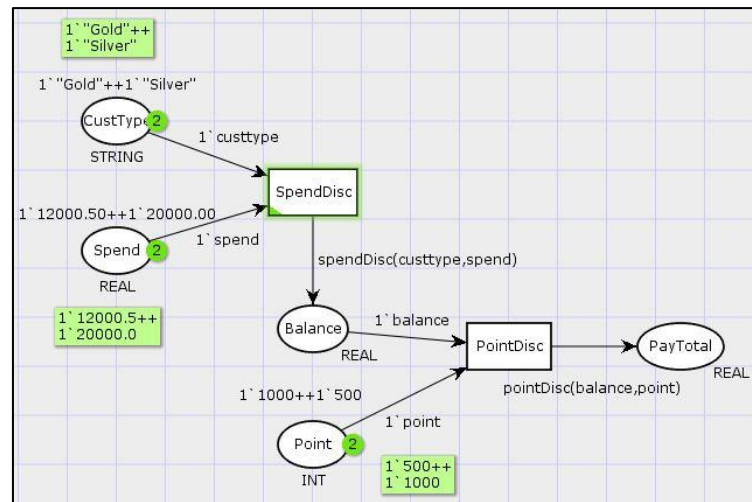 1`"Gold"++
1`"Silver"
1`"Gold"++1`"Silver"
CustType
2
STRING
1`custtype
SpendDisc
1`12000.50++1`20000.00
Spend
2
REAL
1`spend
1`12000.5++
1`20000.0
spendDisc(custtype,spend)
Balance
REAL
1`balance
PointDisc
PayTotal
REAL
pointDisc(balance,point)
1`1000++1`500
Point
2
INT
1`point
1`500++
1`1000